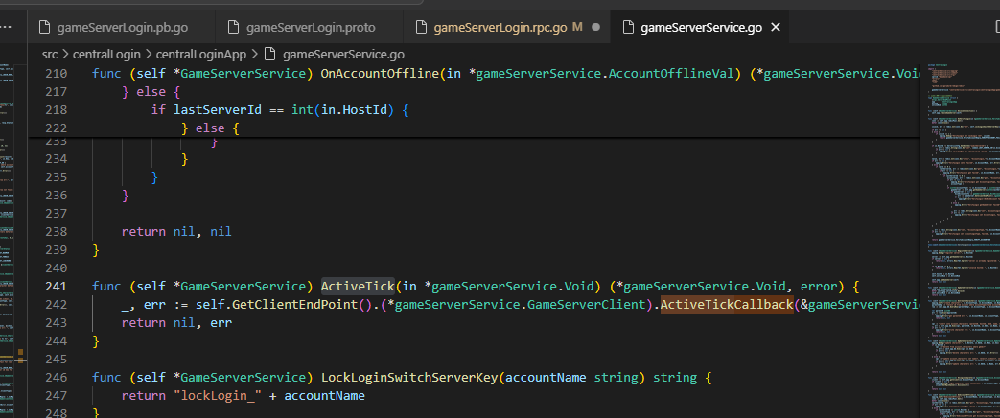 gameServerLogin.pb.go gameServerLogin.proto gameServerLogin.rpc.go M gameServerService.go
src > centralLogin > centralLoginApp > gameServerService.go
210 func (self *GameServerService) OnAccountOffline(in *gameServerService.AccountOfflineVal) (*gameServerService.Voi
217 } else {
218 if lastServerId == int(in.HostId) {
222 } else {
233 }
234 }
235 }
236 }
237
238 return nil, nil
239 }
240
241 func (self *GameServerService) ActiveTick(in *gameServerService.Void) (*gameServerService.Void, error) {
242 _, err := self.GetClientEndPoint().(*gameServerService.GameServerClient).ActiveTickCallback(&gameServerServic
243 return nil, err
244 }
245
246 func (self *GameServerService) LockLoginSwitchServerKey(accountName string) string {
247 return "lockLogin_" + accountName
248 }